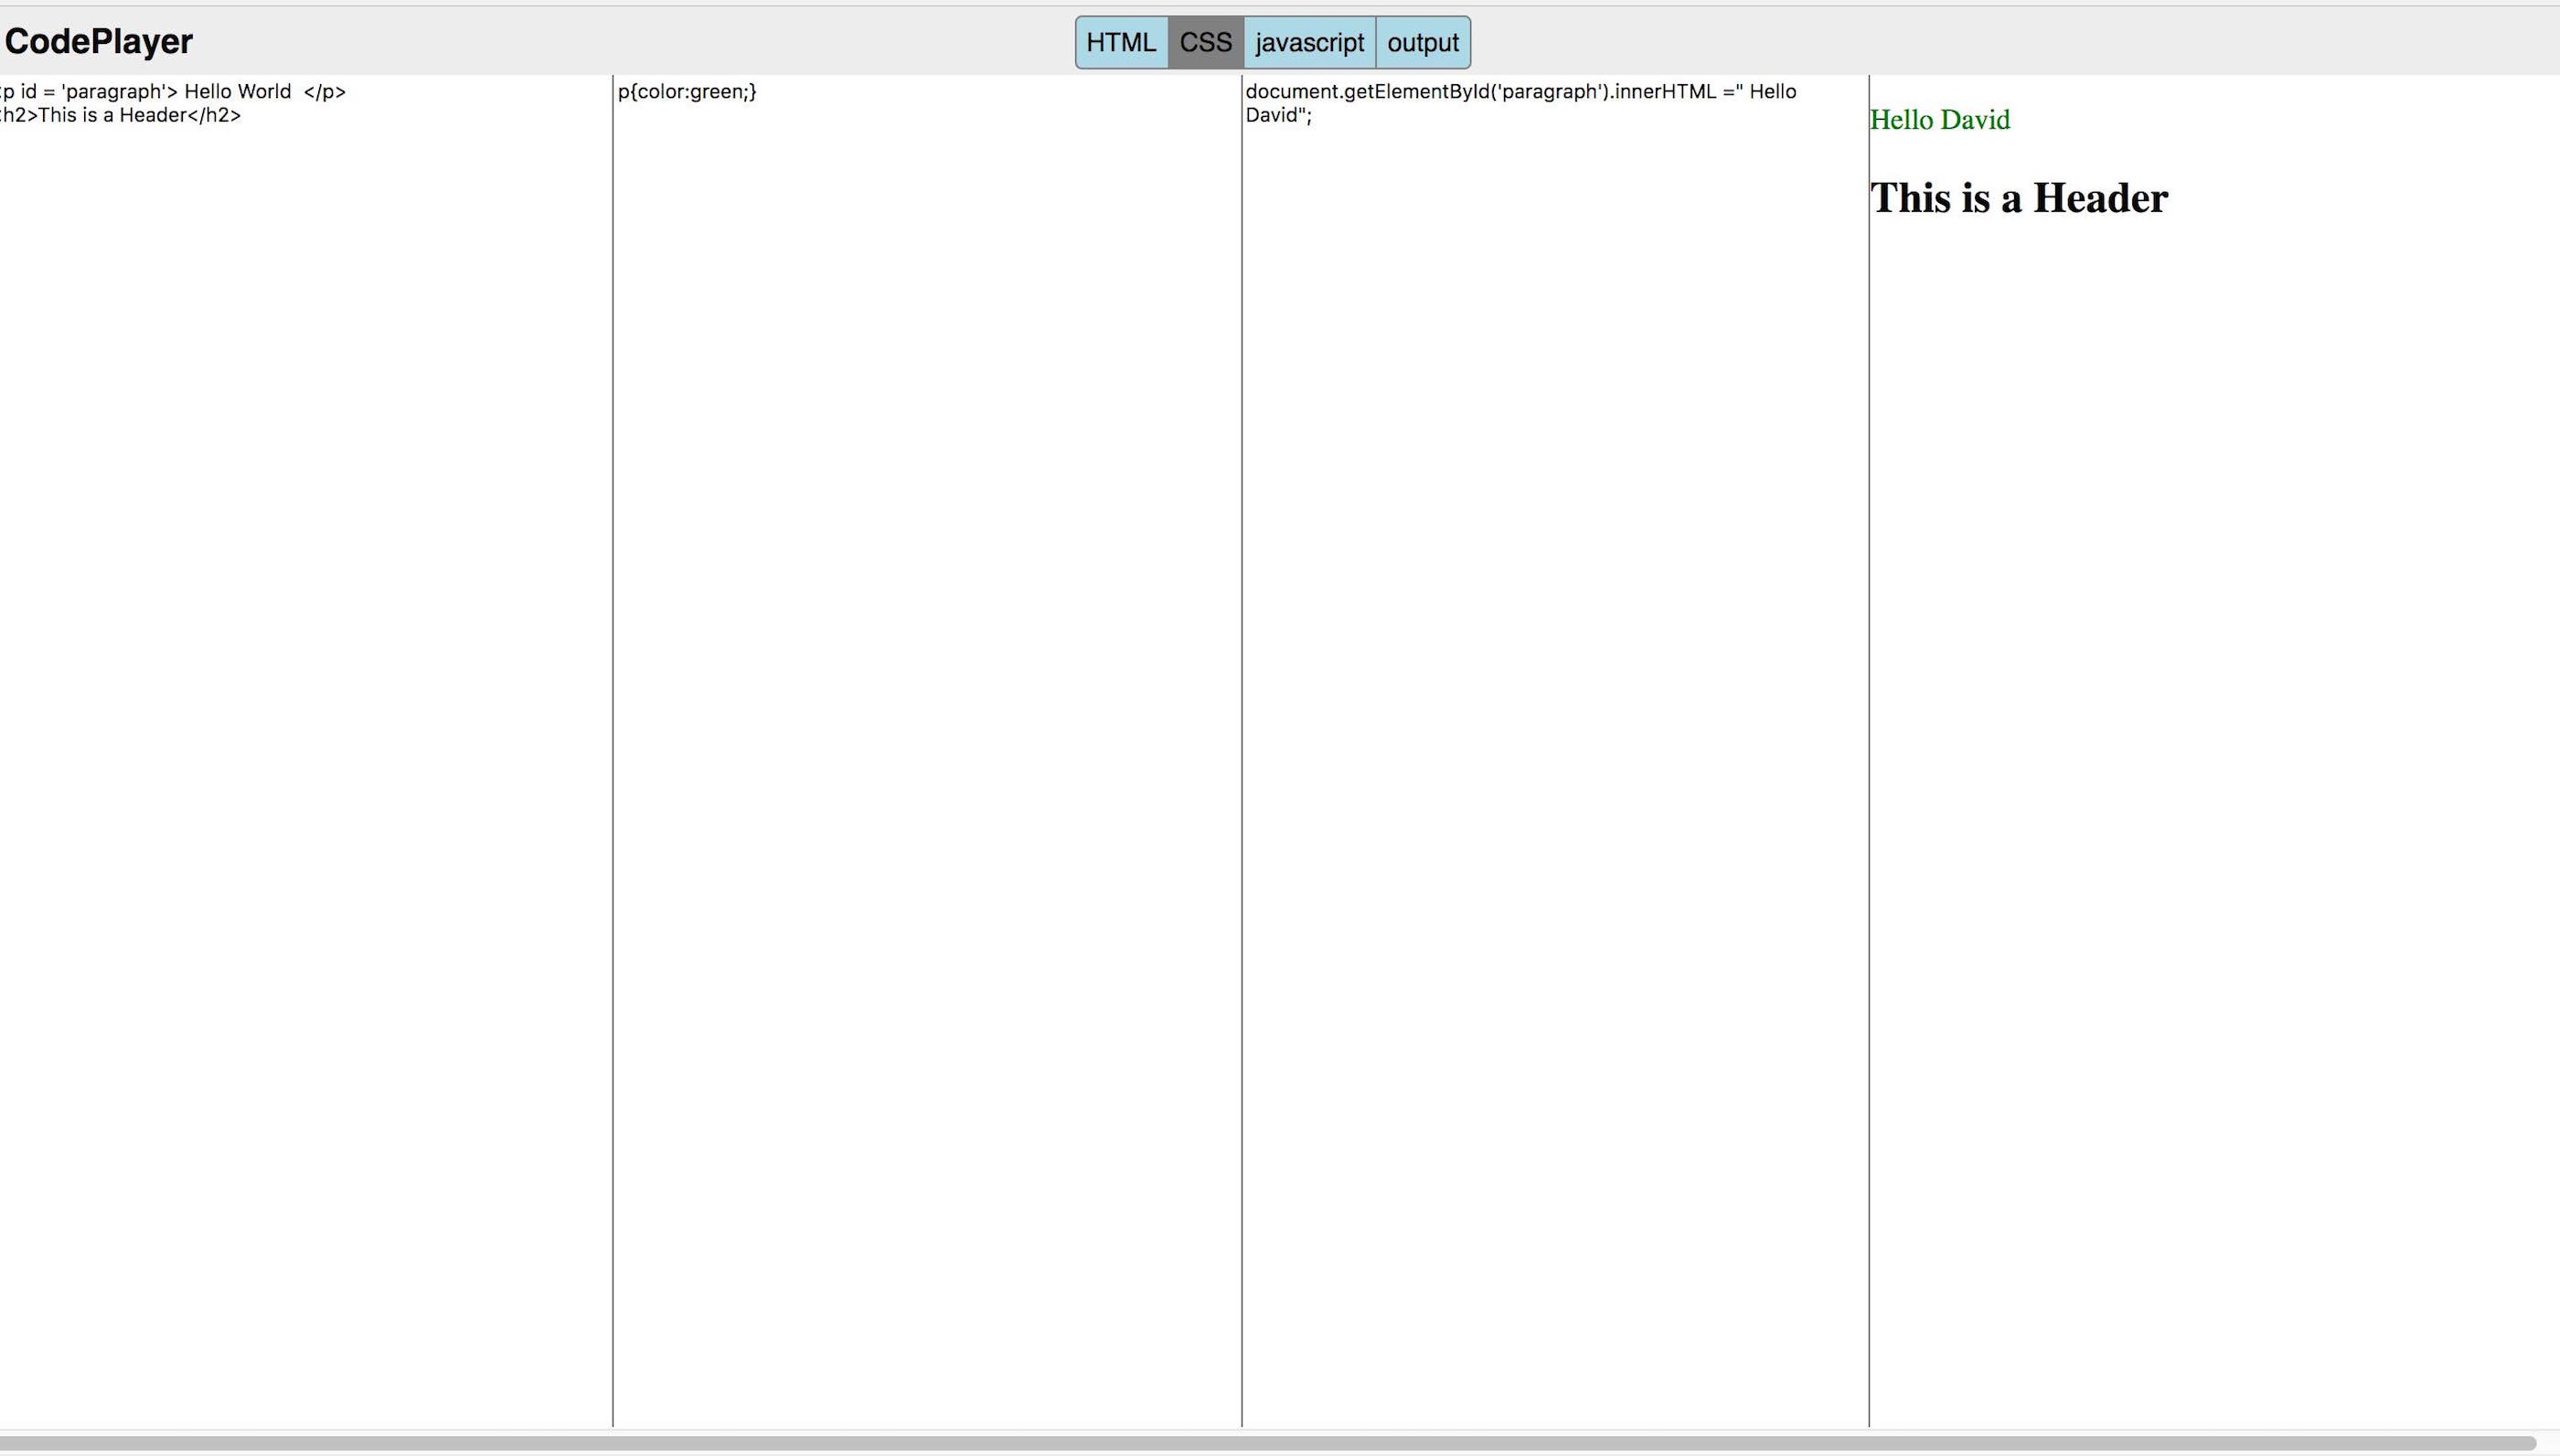 CodePlayer
HTML CSS javascript output
p id = 'paragraph'> Hello World </p>
h2>This is a Header</h2>
p{color:green;}
document.getElementById('paragraph').innerHTML =" Hello
David";
Hello David
This is a Header